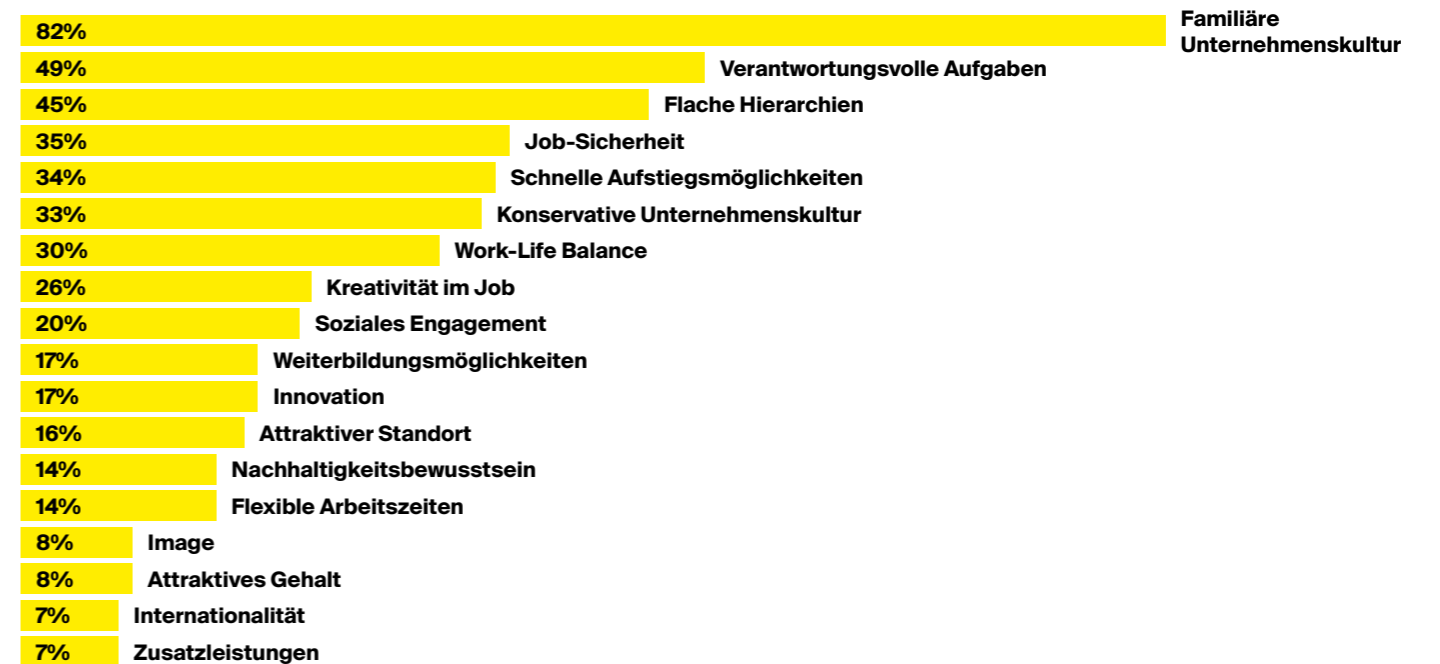 82% Familiäre
Unternehmenskultur
49% Verantwortungsvolle Aufgaben
45% Flache Hierarchien
35% Job-Sicherheit
34% Schnelle Aufstiegsmöglichkeiten
33% Konservative Unternehmenskultur
30% Work-Life Balance
26% Kreativität im Job
20% Soziales Engagement
17% Weiterbildungsmöglichkeiten
17% Innovation
16% Attraktiver Standort
14% Nachhaltigkeitsbewusstsein
14% Flexible Arbeitszeiten
8% Image
8% Attraktives Gehalt
7% Internationalität
7% Zusatzleistungen